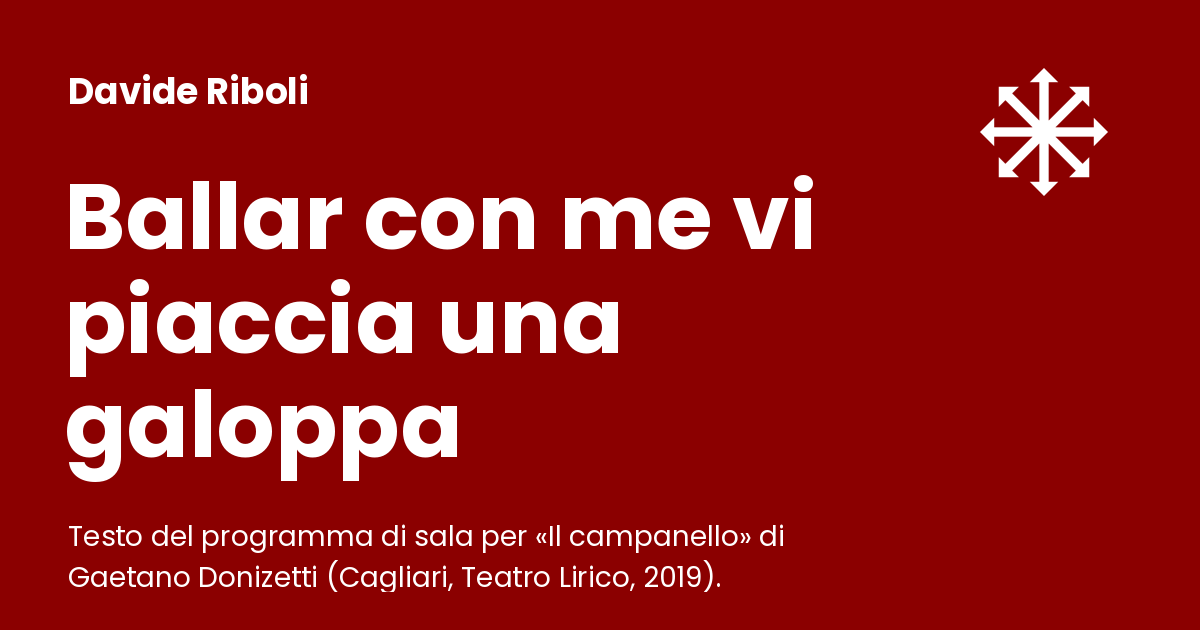 Davide Riboli
Ballar con me vi
piaccia una
galoppa
Testo del programma di sala per «Il campanello» di
Gaetano Donizetti (Cagliari, Teatro Lirico, 2019).